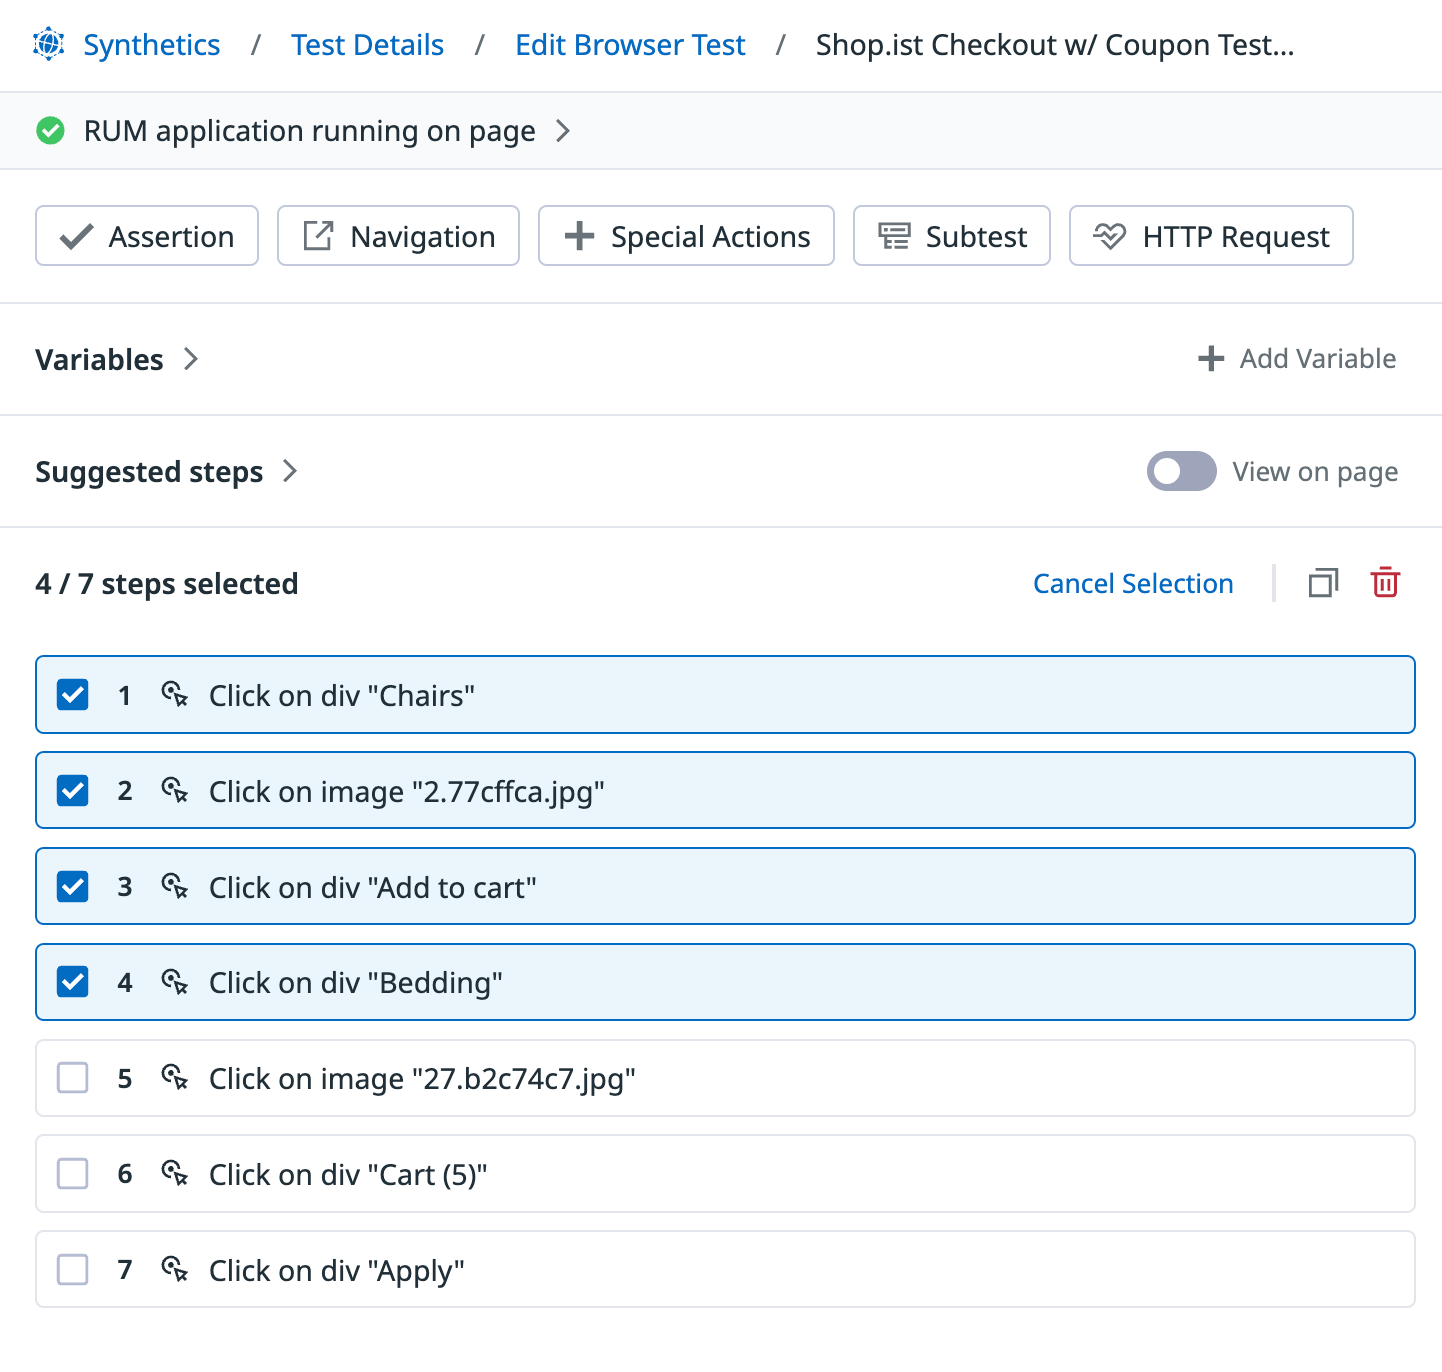 Synthetics / Test Details / Edit Browser Test / Shop.ist Checkout w/ Coupon Test...
RUM application running on page
Assertion Navigation Special Actions Subtest HTTP Request
Variables Add Variable
Suggested steps View on page
4 / 7 steps selected Cancel Selection
1 Click on div "Chairs"
2 Click on image "2.77cffca.jpg"
3 Click on div "Add to cart"
4 Click on div "Bedding"
5 Click on image "27.b2c74c7.jpg"
6 Click on div "Cart (5)"
7 Click on div "Apply"